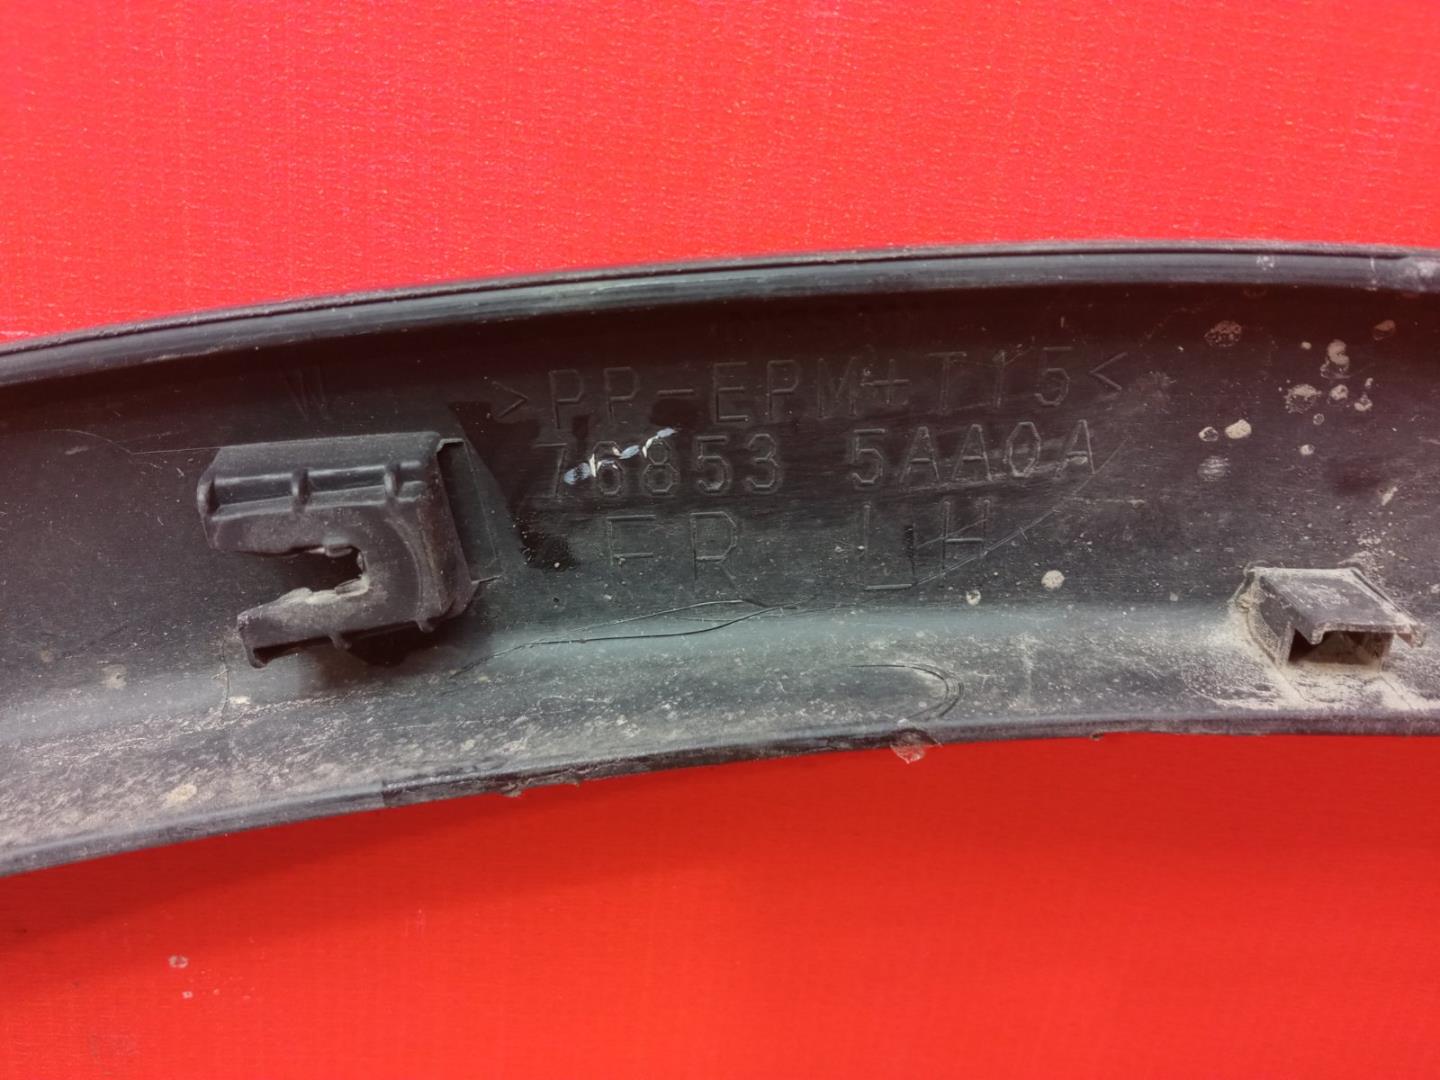 W
>PP-EPM+T15<
76853 5AA0A
FR LH